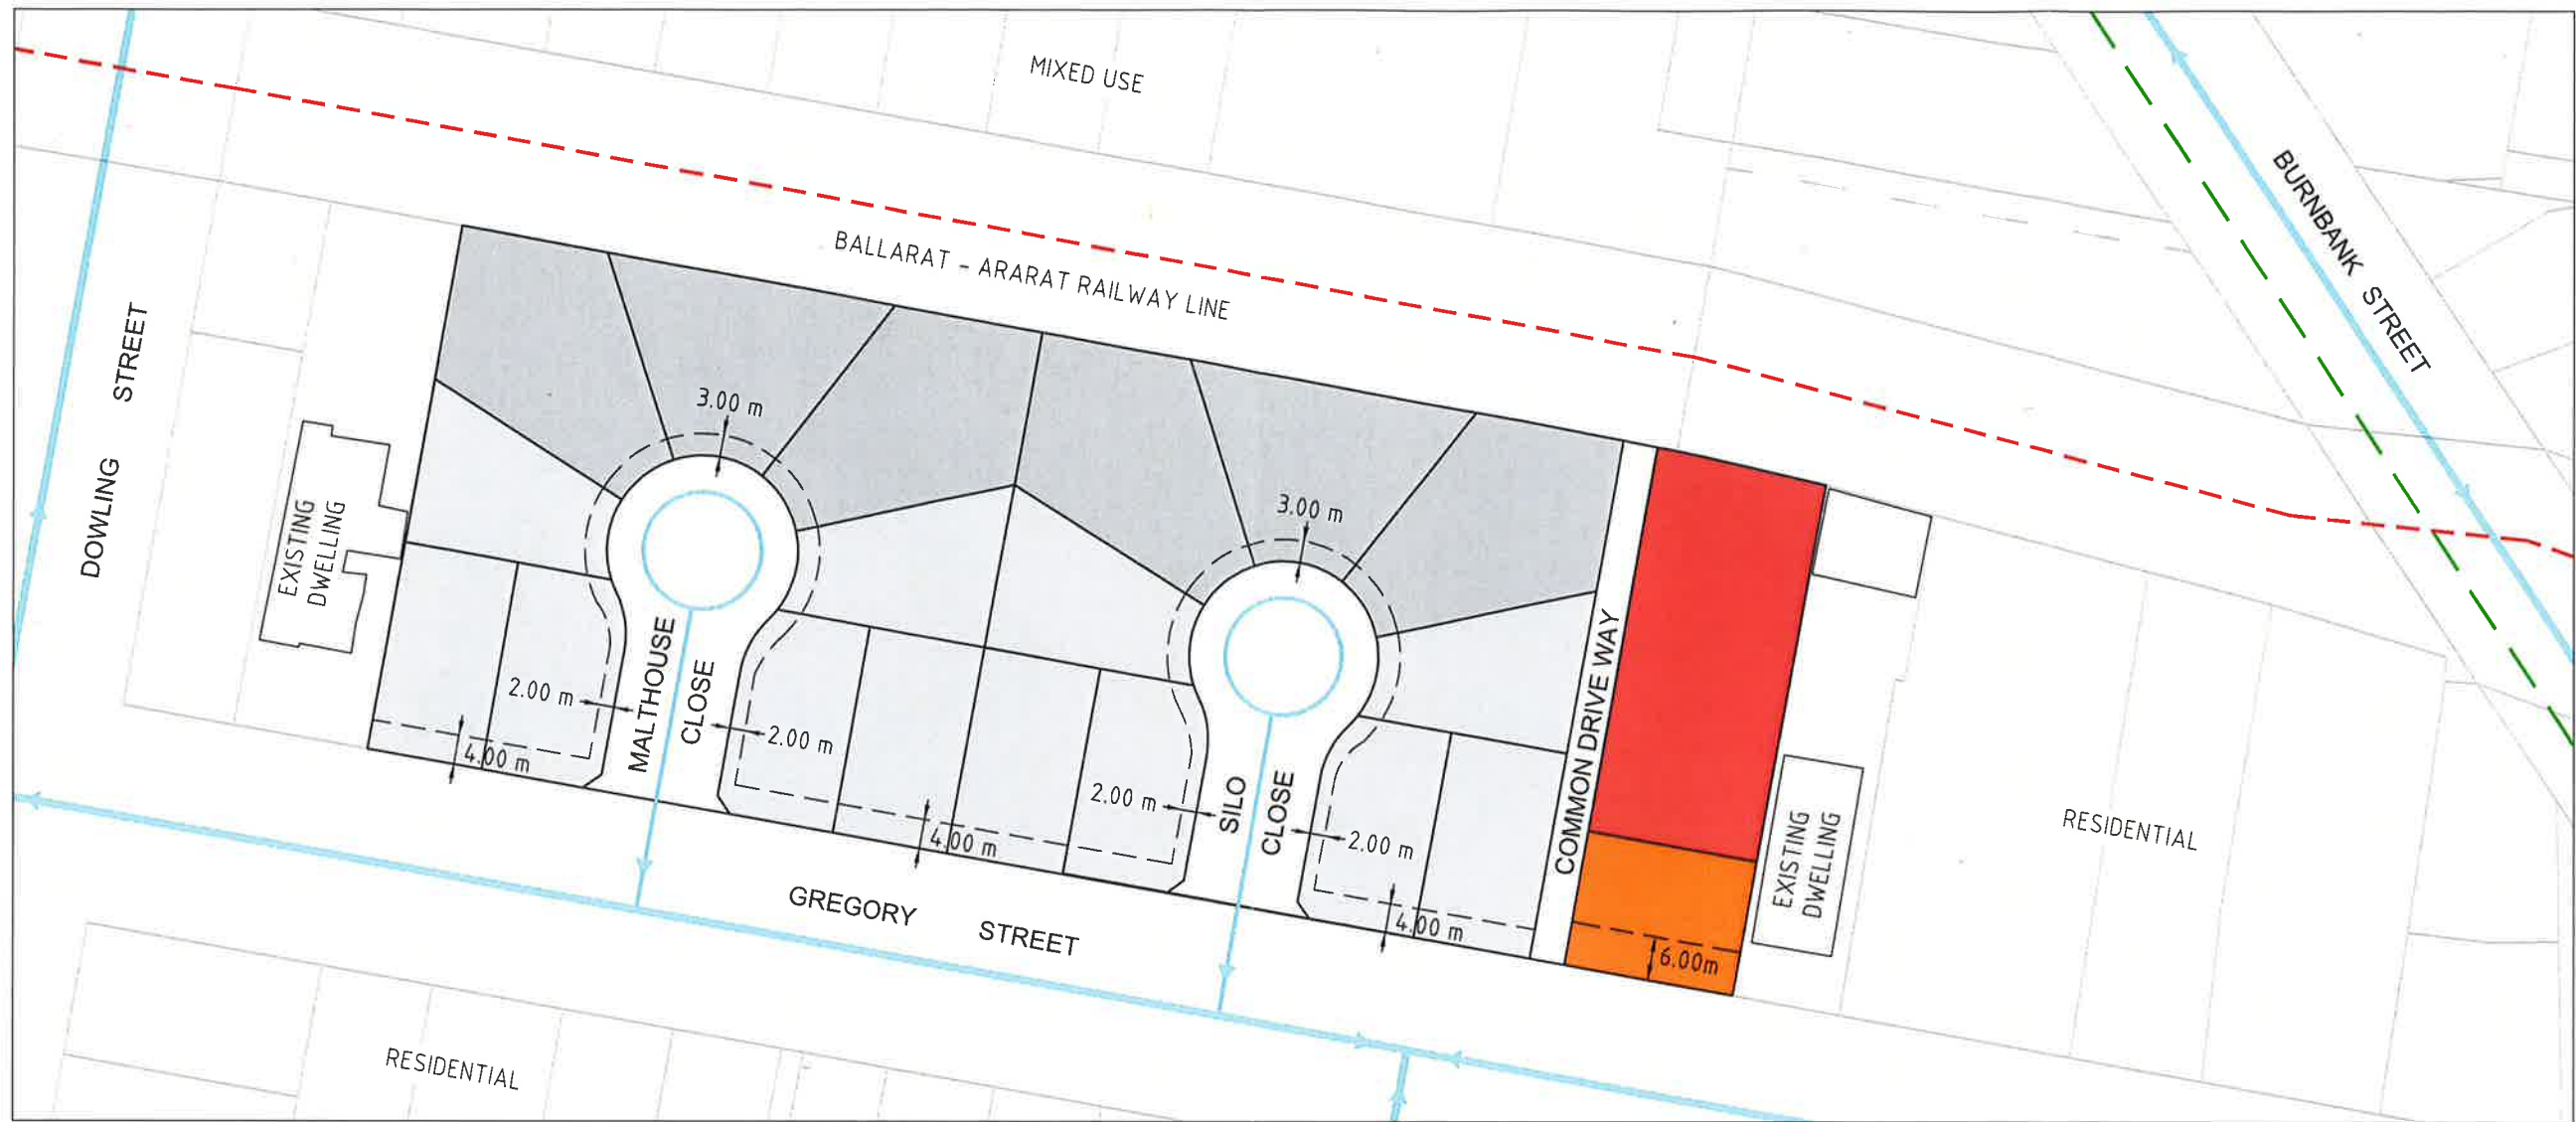 MIXED USE
BURNBANK STREET
BALLARAT - ARARAT RAILWAY LINE
DOWLING STREET
3.00 m
3.00 m
EXISTING
DWELLING
MALTHOUSE
CLOSE
2.00 m
2.00 m
4.00 m
SILO
CLOSE
2.00 m
2.00 m
4.00 m
4.00 m
COMMON DRIVE WAY
6.00m
EXISTING
DWELLING
RESIDENTIAL
GREGORY STREET
RESIDENTIAL